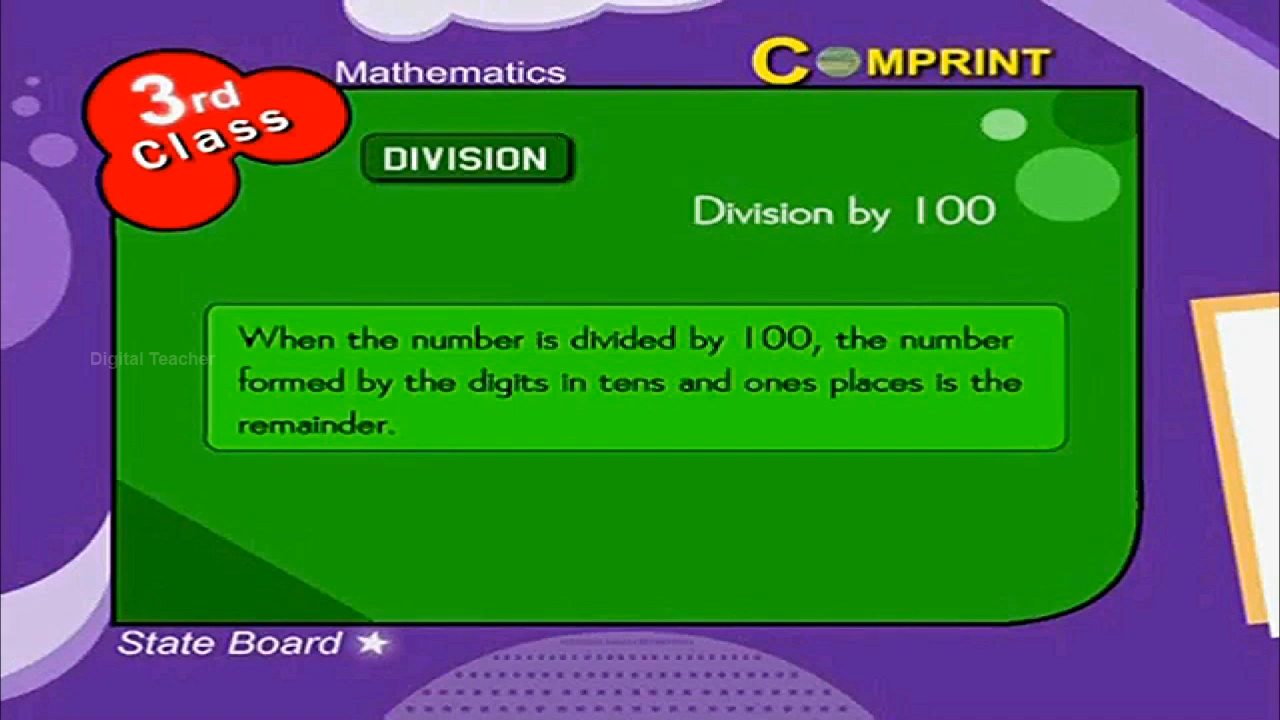 Mathematics
COMPRINT
3rd
Class
DIVISION
Division by 100
When the number is divided by 100, the number
formed by the digits in tens and ones places is the
remainder.
Digital Teacher
State Board